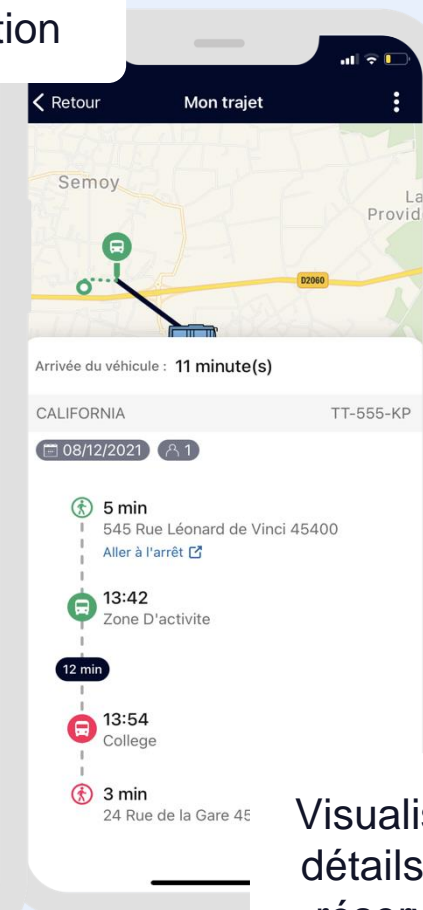 tion
Retour
Mon trajet
Semoy
La
Provid
D2060
Arrivée du véhicule : 11 minute(s)
CALIFORNIA TT-555-KP
08/12/2021 1
5 min
545 Rue Léonard de Vinci 45400
Aller à l'arrêt
13:42
Zone D'activite
12 min
13:54
College
3 min
24 Rue de la Gare 45
Visualis
détails